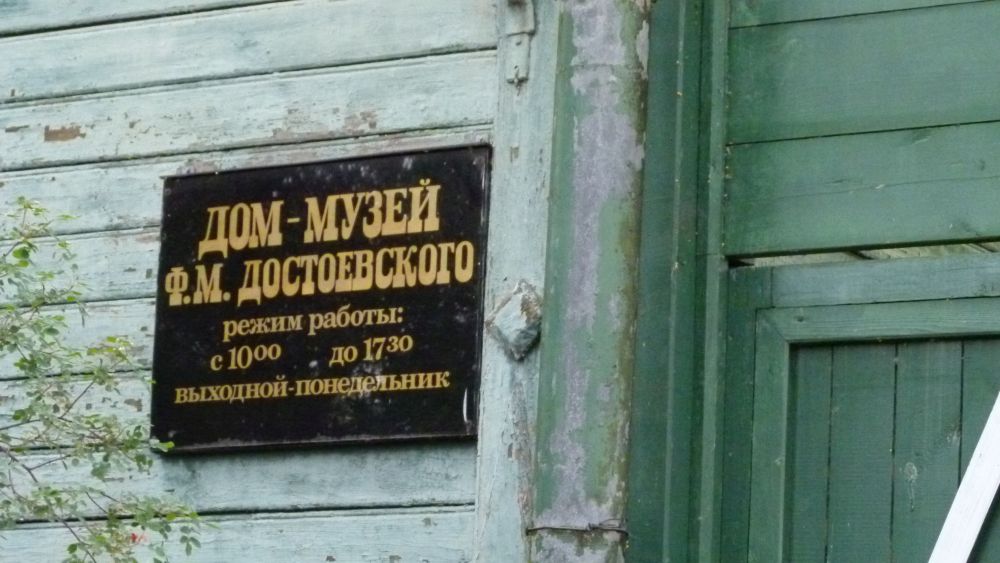 ДОМ-МУЗЕЙ
Ф.М. ДОСТОЕВСКОГО
режим работы:
с 10⁰⁰ до 17³⁰
выходной-понедельник